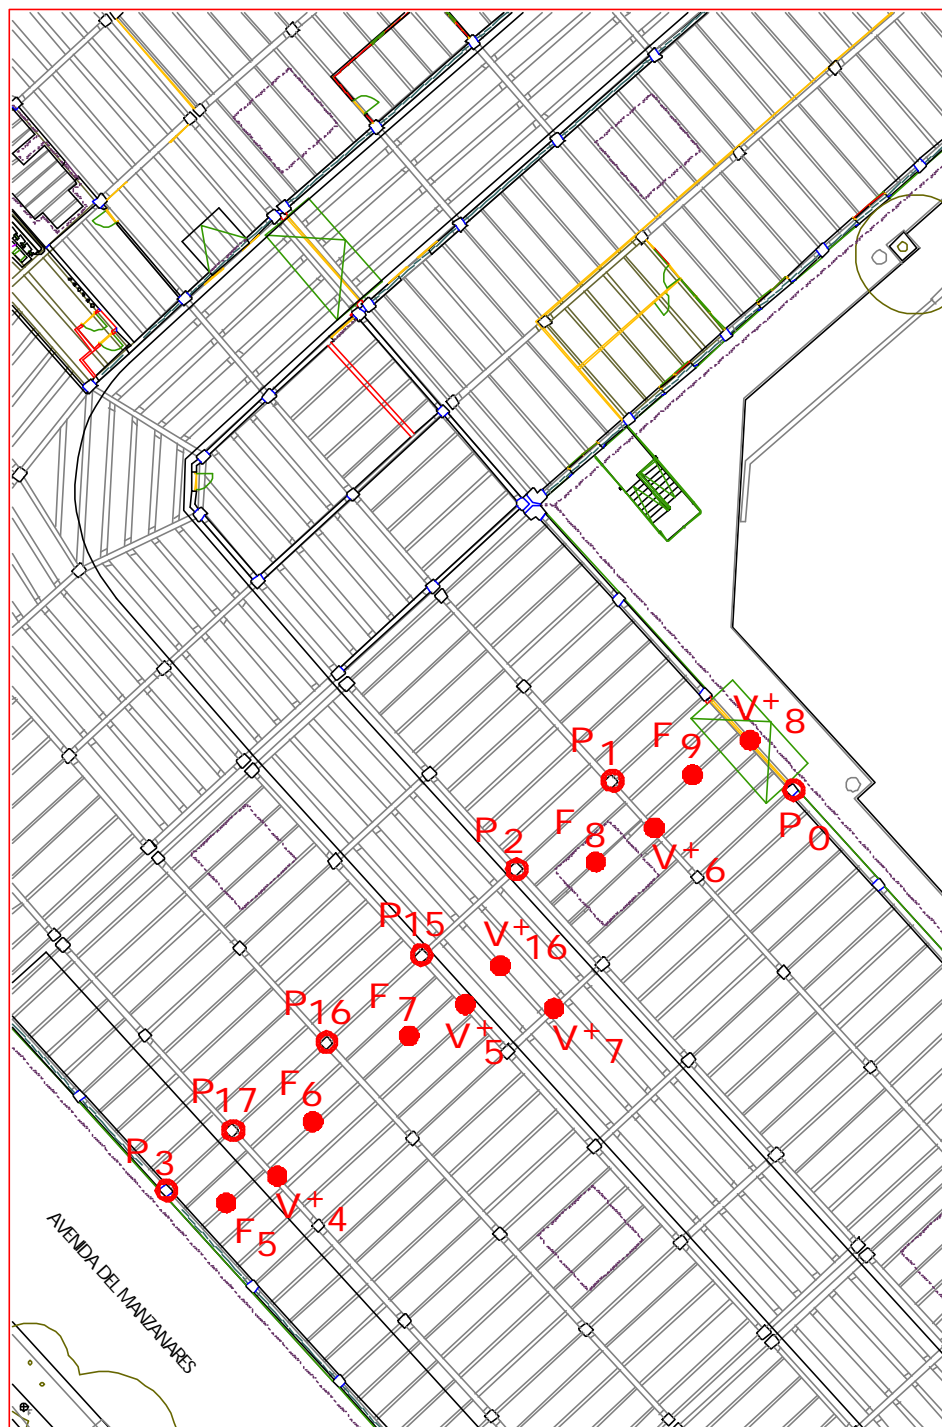 V+8
F9
P1
P0
F8
P2
V+6
P15
V+16
F7
P16
V+5
V+7
F6
P17
P3
V+4
F5
AVENIDA DEL MANZANARES